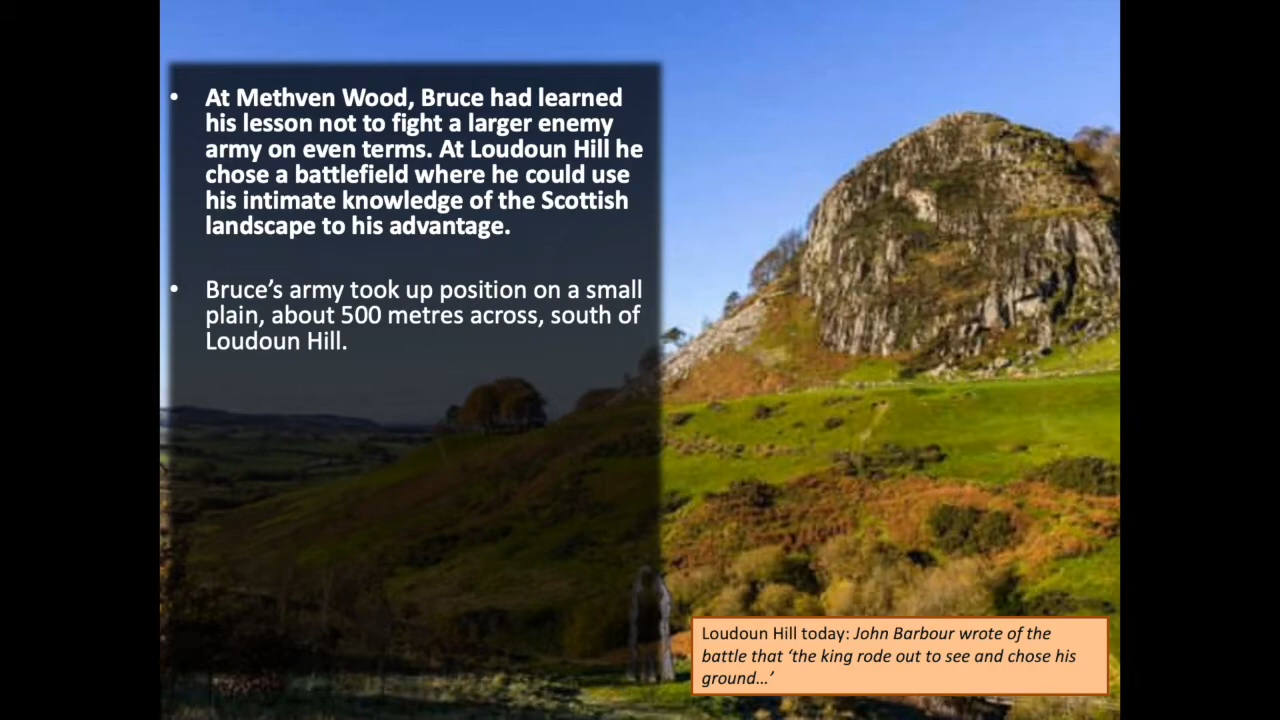 • At Methven Wood, Bruce had learned
his lesson not to fight a larger enemy
army on even terms. At Loudoun Hill he
chose a battlefield where he could use
his intimate knowledge of the Scottish
landscape to his advantage.
• Bruce’s army took up position on a small
plain, about 500 metres across, south of
Loudoun Hill.
Loudoun Hill today: John Barbour wrote of the
battle that ‘the king rode out to see and chose his
ground…’